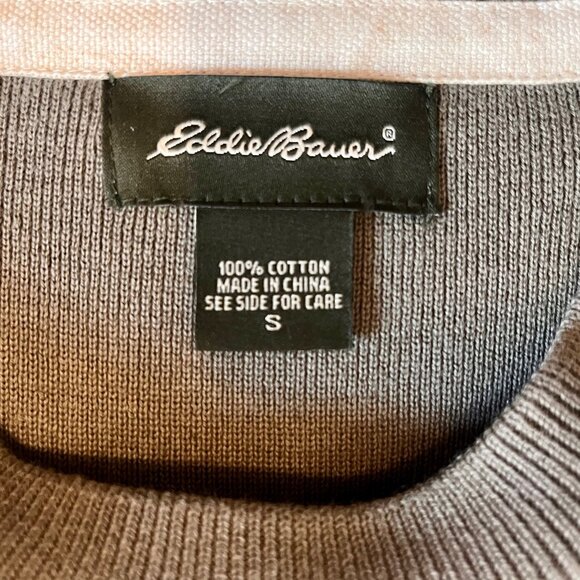 Eddie Bauer®
100% COTTON
MADE IN CHINA
SEE SIDE FOR CARE
S